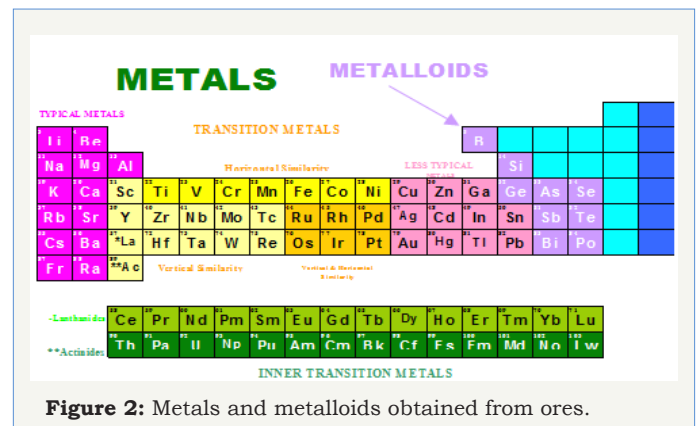 METALS
METALLOIDS
TYPICAL METALS
TRANSITION METALS
Li Be B
Na Mg Al Horizontal Similarity LESS TYPICAL METALS Si
K Ca Sc Ti V Cr Mn Fe Co Ni Cu Zn Ga Ge As Se
Rb Sr Y Zr Nb Mo Tc Ru Rh Pd Ag Cd In Sn Sb Te
Cs Ba *La Hf Ta W Re Os Ir Pt Au Hg Tl Pb Bi Po
Fr Ra **Ac Vertical Similarity Vertical & Horizontal Similarity
Lanthanides Ce Pr Nd Pm Sm Eu Gd Tb Dy Ho Er Tm Yb Lu
**Actinides Th Pa U Np Pu Am Cm Bk Cf Es Fm Md No Lw
INNER TRANSITION METALS
Figure 2: Metals and metalloids obtained from ores.